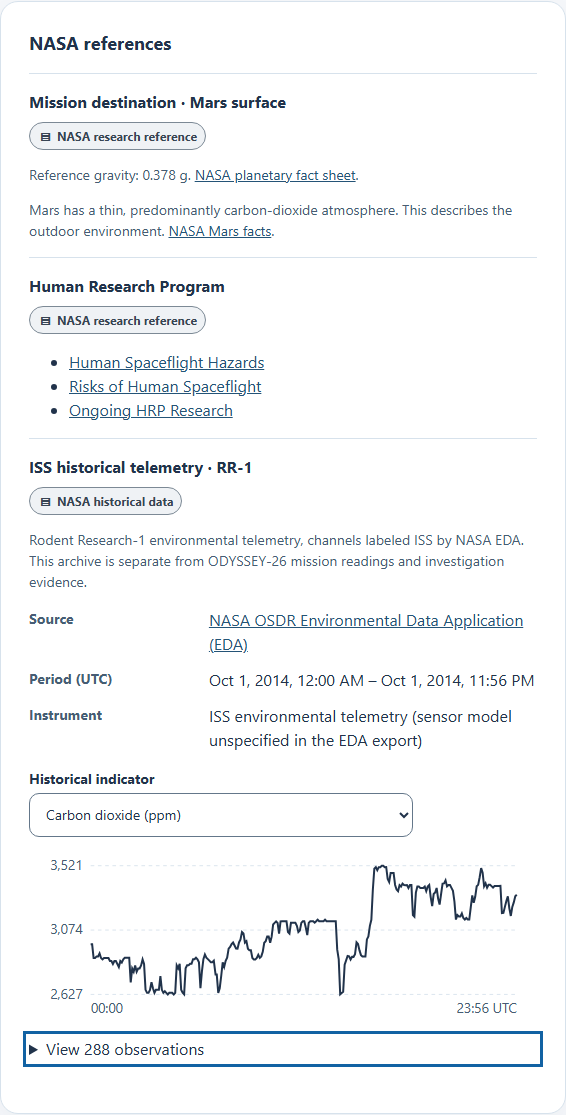 NASA references
Mission destination · Mars surface
NASA research reference
Reference gravity: 0.378 g. NASA planetary fact sheet.
Mars has a thin, predominantly carbon-dioxide atmosphere. This describes the
outdoor environment. NASA Mars facts.
Human Research Program
NASA research reference
Human Spaceflight Hazards
Risks of Human Spaceflight
Ongoing HRP Research
ISS historical telemetry · RR-1
NASA historical data
Rodent Research-1 environmental telemetry, channels labeled ISS by NASA EDA.
This archive is separate from ODYSSEY-26 mission readings and investigation
evidence.
Source
NASA OSDR Environmental Data Application
(EDA)
Period (UTC)
Oct 1, 2014, 12:00 AM – Oct 1, 2014, 11:56 PM
Instrument
ISS environmental telemetry (sensor model
unspecified in the EDA export)
Historical indicator
Carbon dioxide (ppm)
3,521
3,074
2,627
00:00
23:56 UTC
View 288 observations